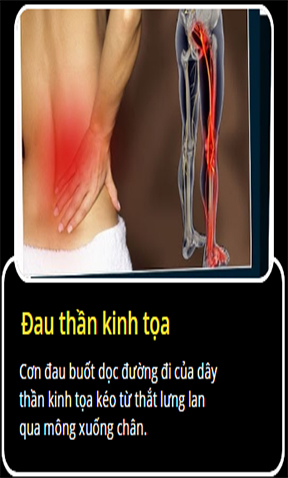 Đau thần kinh tọa
Cơn đau buốt dọc đường đi của dây
thần kinh tọa kéo từ thắt lưng lan
qua mông xuống chân.